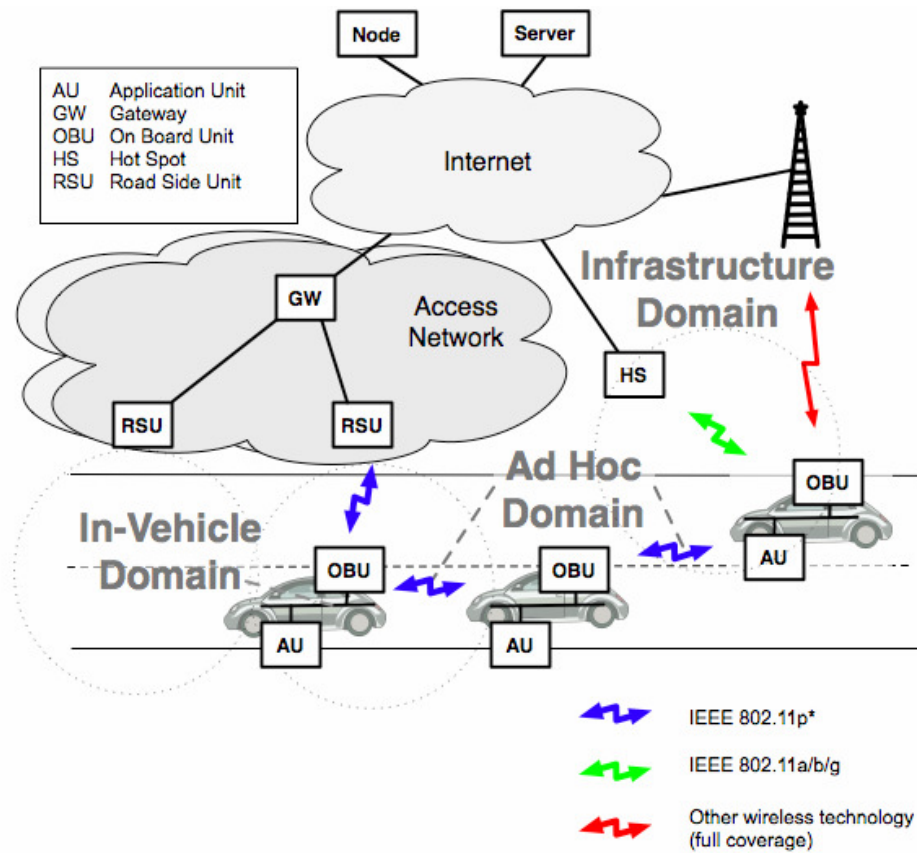 Node
Server
AU Application Unit
GW Gateway
OBU On Board Unit
HS Hot Spot
RSU Road Side Unit
Internet
Infrastructure
Domain
GW
Access
Network
HS
RSU
RSU
Ad Hoc
Domain
OBU
AU
In-Vehicle
Domain
OBU
AU
OBU
AU
IEEE 802.11p*
IEEE 802.11a/b/g
Other wireless technology
(full coverage)